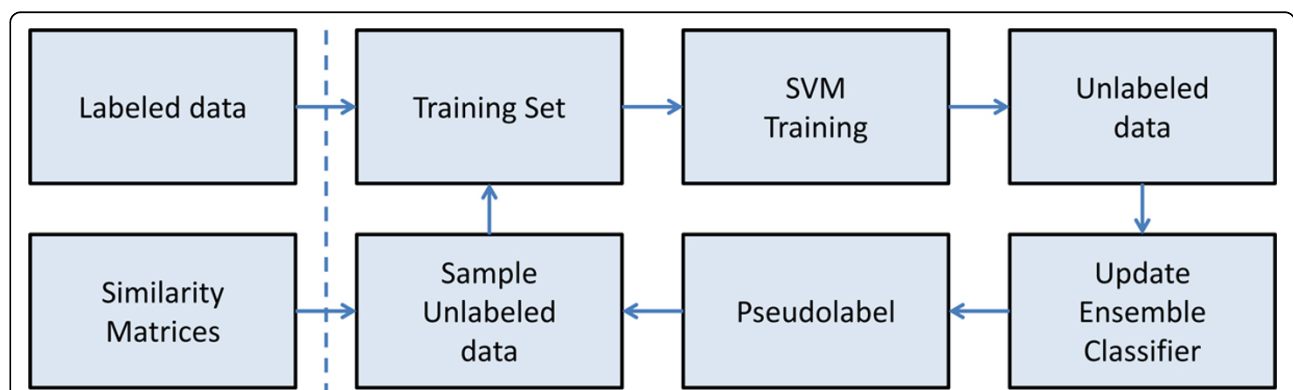 Labeled data
Training Set
SVM
Training
Unlabeled
data
Similarity
Matrices
Sample
Unlabeled
data
Pseudolabel
Update
Ensemble
Classifier